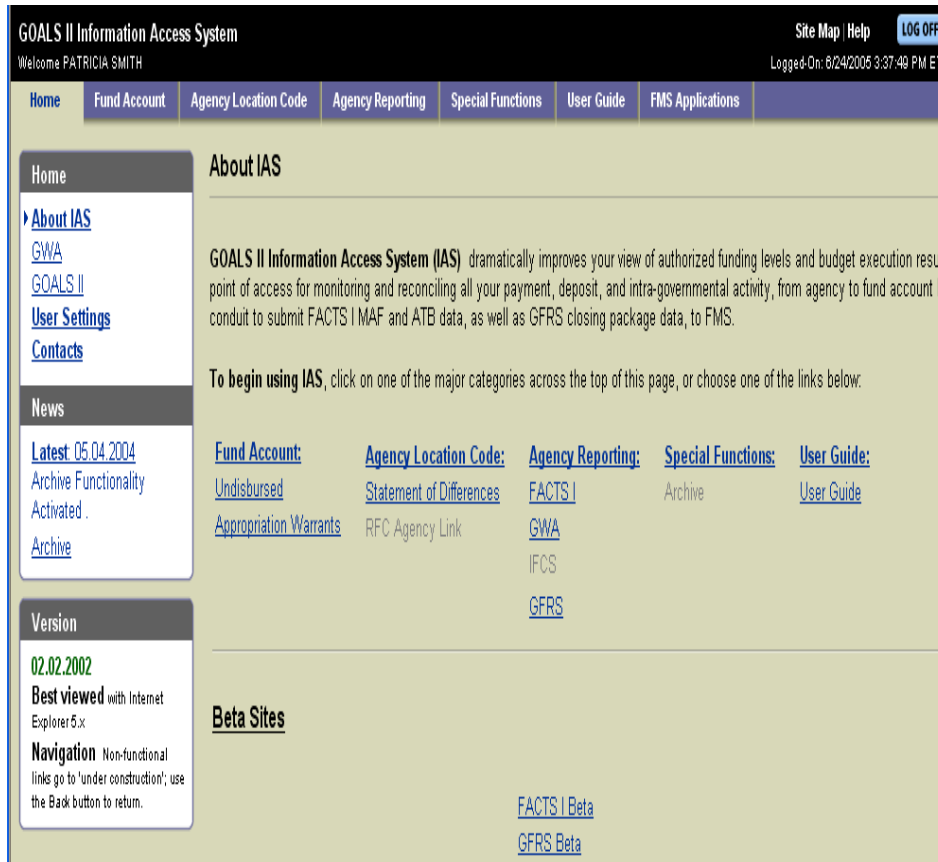 GOALS II Information Access System
Site Map | Help
LOG OFF
Welcome PATRICIA SMITH
Logged-On: 6/24/2005 3:37:49 PM ET
Home
Fund Account
Agency Location Code
Agency Reporting
Special Functions
User Guide
FMS Applications
Home
About IAS
GWA
GOALS II
User Settings
Contacts
News
Latest: 05.04.2004
Archive Functionality
Activated .
Archive
Version
02.02.2002
Best viewed with Internet
Explorer 5.x
Navigation Non-functional
links go to 'under construction'; use
the Back button to return.
About IAS
GOALS II Information Access System (IAS) dramatically improves your view of authorized funding levels and budget execution resu
point of access for monitoring and reconciling all your payment, deposit, and intra-governmental activity, from agency to fund account
conduit to submit FACTS I MAF and ATB data, as well as GFRS closing package data, to FMS.
To begin using IAS, click on one of the major categories across the top of this page, or choose one of the links below:
Fund Account:
Undisbursed
Appropriation Warrants
Agency Location Code:
Statement of Differences
RFC Agency Link
Agency Reporting:
FACTS I
GWA
IFCS
GFRS
Special Functions:
Archive
User Guide:
User Guide
Beta Sites
FACTS I Beta
GFRS Beta